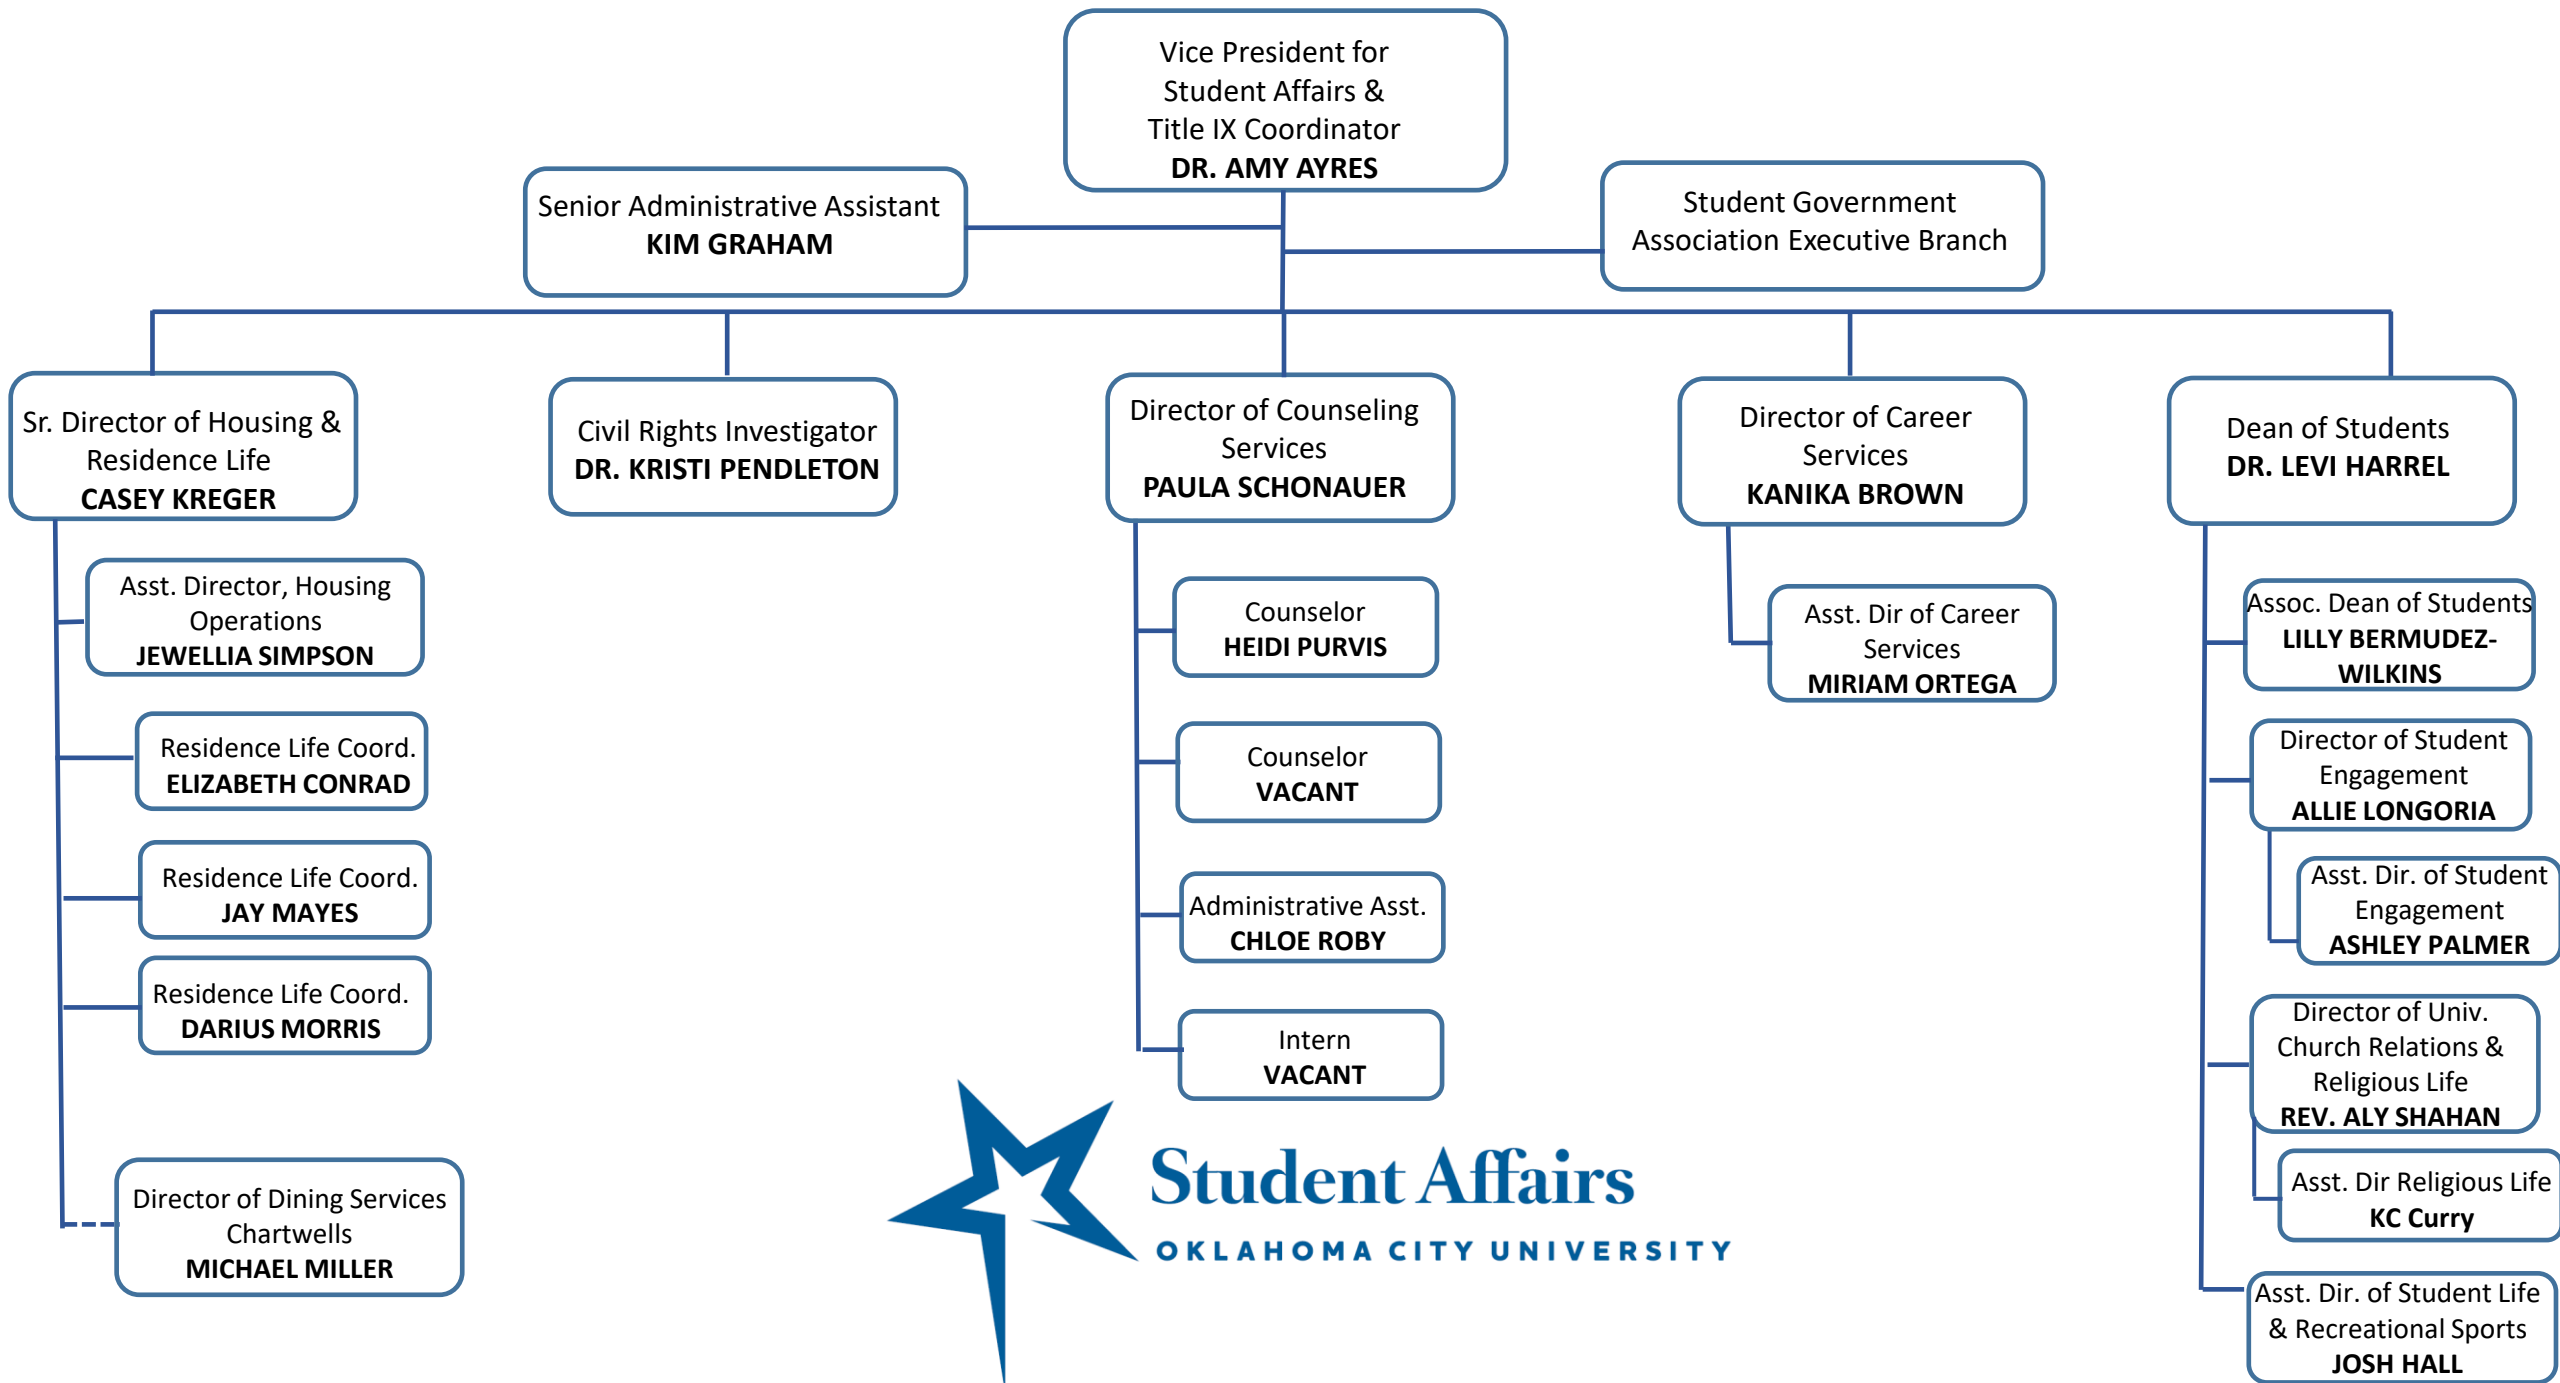 Vice President for
Student Affairs &
Title IX Coordinator
DR. AMY AYRES
Senior Administrative Assistant
KIM GRAHAM
Student Government
Association Executive Branch
Sr. Director of Housing &
Residence Life
CASEY KREGER
Civil Rights Investigator
DR. KRISTI PENDLETON
Director of Counseling
Services
PAULA SCHONAUER
Director of Career
Services
KANIKA BROWN
Dean of Students
DR. LEVI HARREL
Asst. Director, Housing
Operations
JEWELLIA SIMPSON
Residence Life Coord.
ELIZABETH CONRAD
Residence Life Coord.
JAY MAYES
Residence Life Coord.
DARIUS MORRIS
Director of Dining Services
Chartwells
MICHAEL MILLER
Counselor
HEIDI PURVIS
Counselor
VACANT
Administrative Asst.
CHLOE ROBY
Intern
VACANT
Asst. Dir of Career
Services
MIRIAM ORTEGA
Assoc. Dean of Students
LILLY BERMUDEZ-
WILKINS
Director of Student
Engagement
ALLIE LONGORIA
Asst. Dir. of Student
Engagement
ASHLEY PALMER
Director of Univ.
Church Relations &
Religious Life
REV. ALY SHAHAN
Asst. Dir Religious Life
KC Curry
Asst. Dir. of Student Life
& Recreational Sports
JOSH HALL
Student Affairs
OKLAHOMA CITY UNIVERSITY